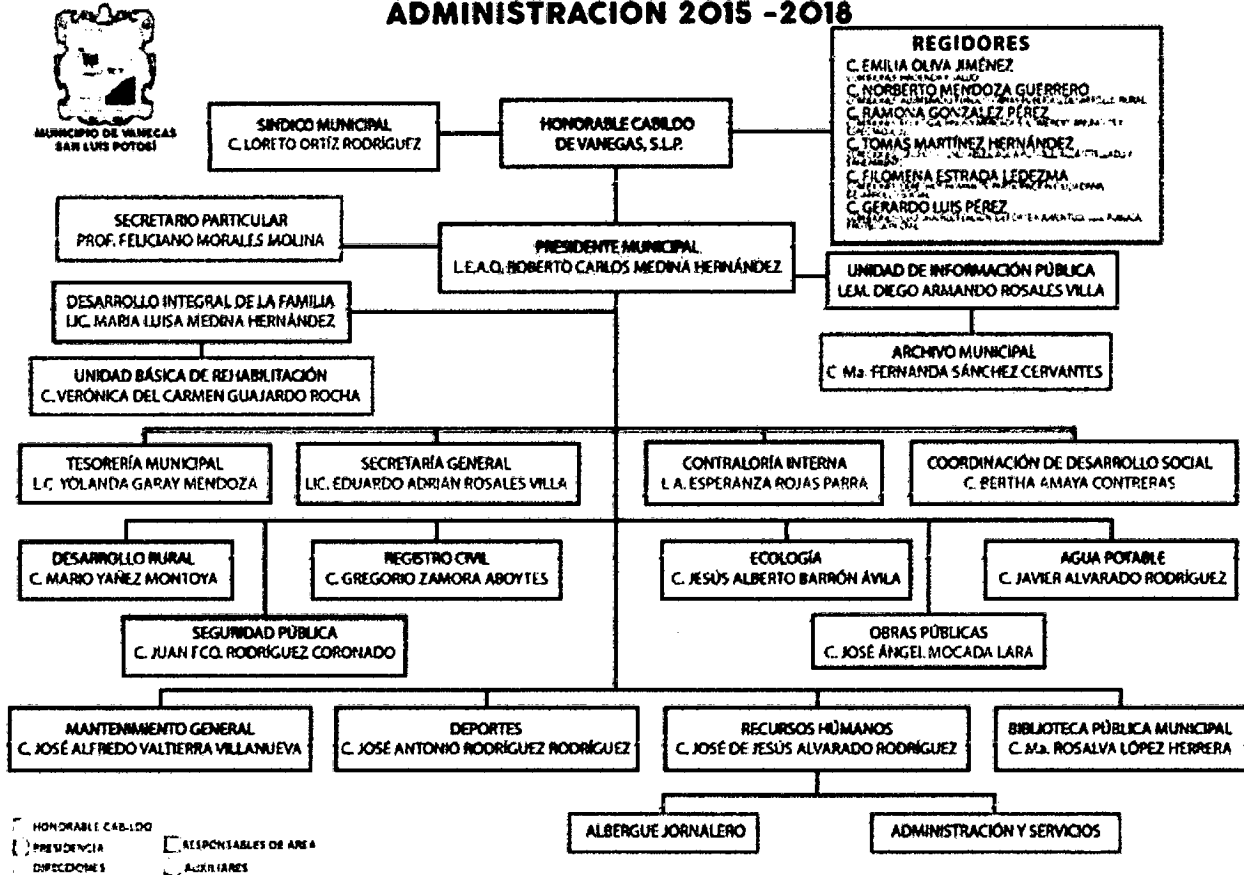 ADMINISTRACIÓN 2015 -2018
MUNICIPIO DE VANEGAS
SAN LUIS POTOSÍ
SINDICO MUNICIPAL
C. LORETO ORTÍZ RODRÍGUEZ
HONORABLE CABILDO
DE VANEGAS, S.L.P.
REGIDORES
C. EMILIA OLIVA JIMÉNEZ
C. NORBERTO MENDOZA GUERRERO
C. RAMONA GONZALEZ PÉREZ
C. TOMAS MARTÍNEZ HERNÁNDEZ
C. FILOMENA ESTRADA LEDEZMA
C. GERARDO LUIS PÉREZ
SECRETARIO PARTICULAR
PROF. FELICIANO MORALES MOLINA
PRESIDENTE MUNICIPAL
L.E.A.O. ROBERTO CARLOS MEDINA HERNÁNDEZ
UNIDAD DE INFORMACIÓN PÚBLICA
I.E.M. DIEGO ARMANDO ROSALES VILLA
DESARROLLO INTEGRAL DE LA FAMILIA
LIC. MARIA LUISA MEDINA HERNÁNDEZ
ARCHIVO MUNICIPAL
C Ma. FERNANDA SÁNCHEZ CERVANTES
UNIDAD BÁSICA DE REHABILITACIÓN
C. VERÓNICA DEL CARMEN GUAJARDO ROCHA
TESORERÍA MUNICIPAL
L.C. YOLANDA GARAY MENDOZA
SECRETARÍA GENERAL
LIC. EDUARDO ADRIAN ROSALES VILLA
CONTRALORÍA INTERNA
L.A. ESPERANZA ROJAS PARRA
COORDINACIÓN DE DESARROLLO SOCIAL
C. BERTHA AMAYA CONTRERAS
DESARROLLO RURAL
C. MARIO YAÑEZ MONTOYA
REGISTRO CIVIL
C. GREGORIO ZAMORA ABOYTES
ECOLOGÍA
C. JESÚS ALBERTO BARRÓN ÁVILA
AGUA POTABLE
C. JAVIER ALVARADO RODRÍGUEZ
SEGURIDAD PÚBLICA
C. JUAN FCO. RODRÍGUEZ CORONADO
OBRAS PÚBLICAS
C. JOSÉ ÁNGEL MOCADA LARA
MANTENIMIENTO GENERAL
C. JOSÉ ALFREDO VALTIERRA VILLANUEVA
DEPORTES
C. JOSÉ ANTONIO RODRÍGUEZ RODRÍGUEZ
RECURSOS HÚMANOS
C. JOSÉ DE JESÚS ALVARADO RODRÍGUEZ
BIBLIOTECA PÚBLICA MUNICIPAL
C. Ma. ROSALVA LÓPEZ HERRERA
ALBERGUE JORNALERO
ADMINISTRACIÓN Y SERVICIOS
HONORABLE CABILDO
PRESIDENCIA
DIRECCIONES
RESPONSABLES DE AREA
AUXILIARES